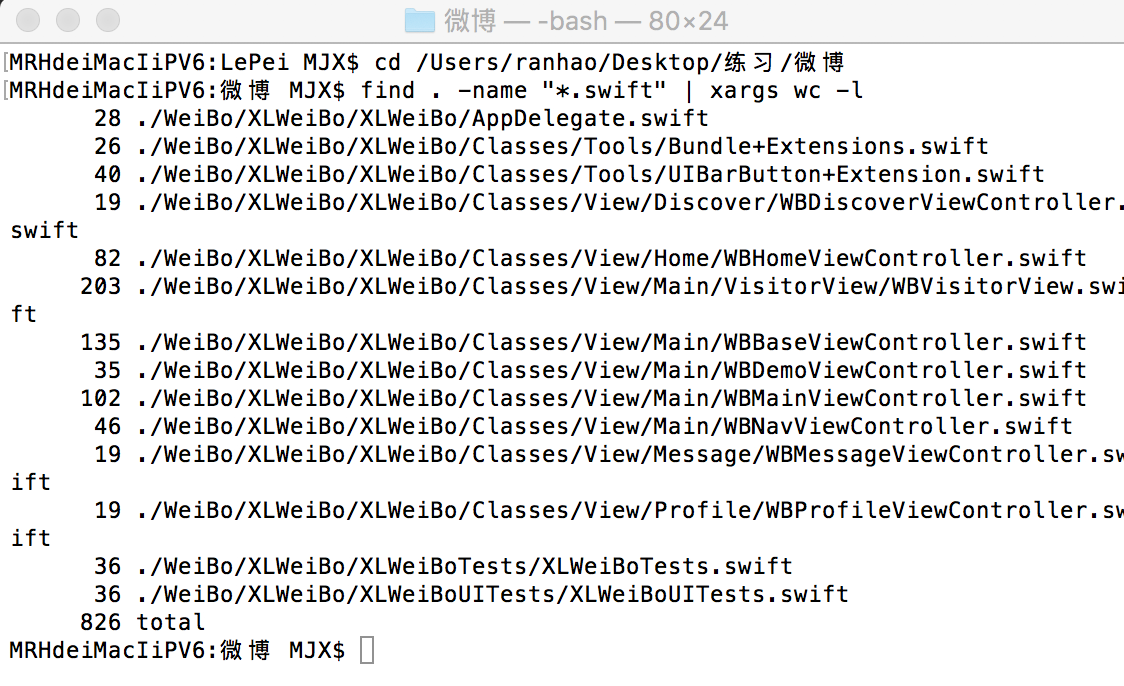 微博 — -bash — 80×24
[MRHdeiMacIiPV6:LePei MJX$ cd /Users/ranhao/Desktop/练习/微博
[MRHdeiMacIiPV6:微博 MJX$ find . -name "*.swift" | xargs wc -l
28 ./WeiBo/XLWeiBo/XLWeiBo/AppDelegate.swift
26 ./WeiBo/XLWeiBo/XLWeiBo/Classes/Tools/Bundle+Extensions.swift
40 ./WeiBo/XLWeiBo/XLWeiBo/Classes/Tools/UIBarButton+Extension.swift
19 ./WeiBo/XLWeiBo/XLWeiBo/Classes/View/Discover/WBDiscoverViewController.
swift
82 ./WeiBo/XLWeiBo/XLWeiBo/Classes/View/Home/WBHomeViewController.swift
203 ./WeiBo/XLWeiBo/XLWeiBo/Classes/View/Main/VisitorView/WBVisitorView.swi
ft
135 ./WeiBo/XLWeiBo/XLWeiBo/Classes/View/Main/WBBaseViewController.swift
35 ./WeiBo/XLWeiBo/XLWeiBo/Classes/View/Main/WBDemoViewController.swift
102 ./WeiBo/XLWeiBo/XLWeiBo/Classes/View/Main/WBMainViewController.swift
46 ./WeiBo/XLWeiBo/XLWeiBo/Classes/View/Main/WBNavViewController.swift
19 ./WeiBo/XLWeiBo/XLWeiBo/Classes/View/Message/WBMessageViewController.sw
ift
19 ./WeiBo/XLWeiBo/XLWeiBo/Classes/View/Profile/WBProfileViewController.sw
ift
36 ./WeiBo/XLWeiBo/XLWeiBoTests/XLWeiBoTests.swift
36 ./WeiBo/XLWeiBo/XLWeiBoUITests/XLWeiBoUITests.swift
826 total
MRHdeiMacIiPV6:微博 MJX$